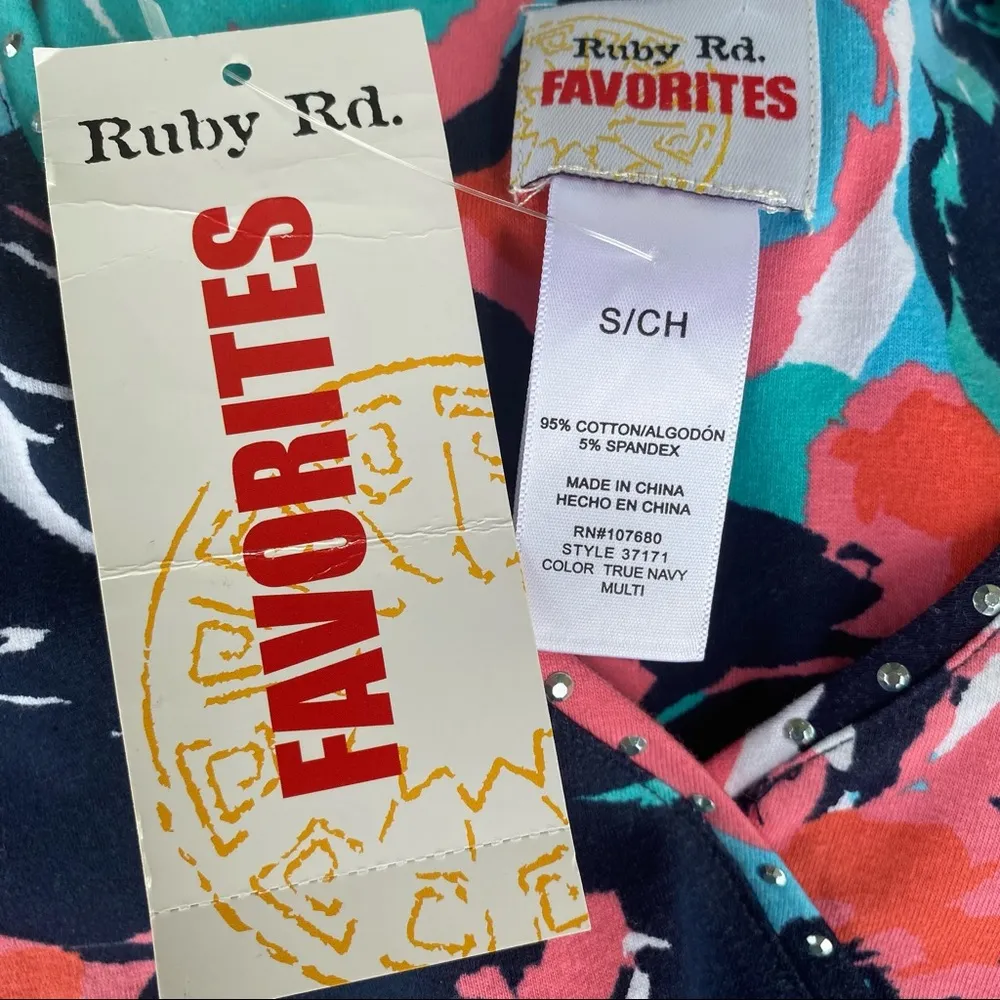 Ruby Rd.
FAVORITES
Ruby Rd.
FAVORITES
S/CH
95% COTTON/ALGODÓN
5% SPANDEX
MADE IN CHINA
HECHO EN CHINA
RN#107680
STYLE 37171
COLOR TRUE NAVY
MULTI